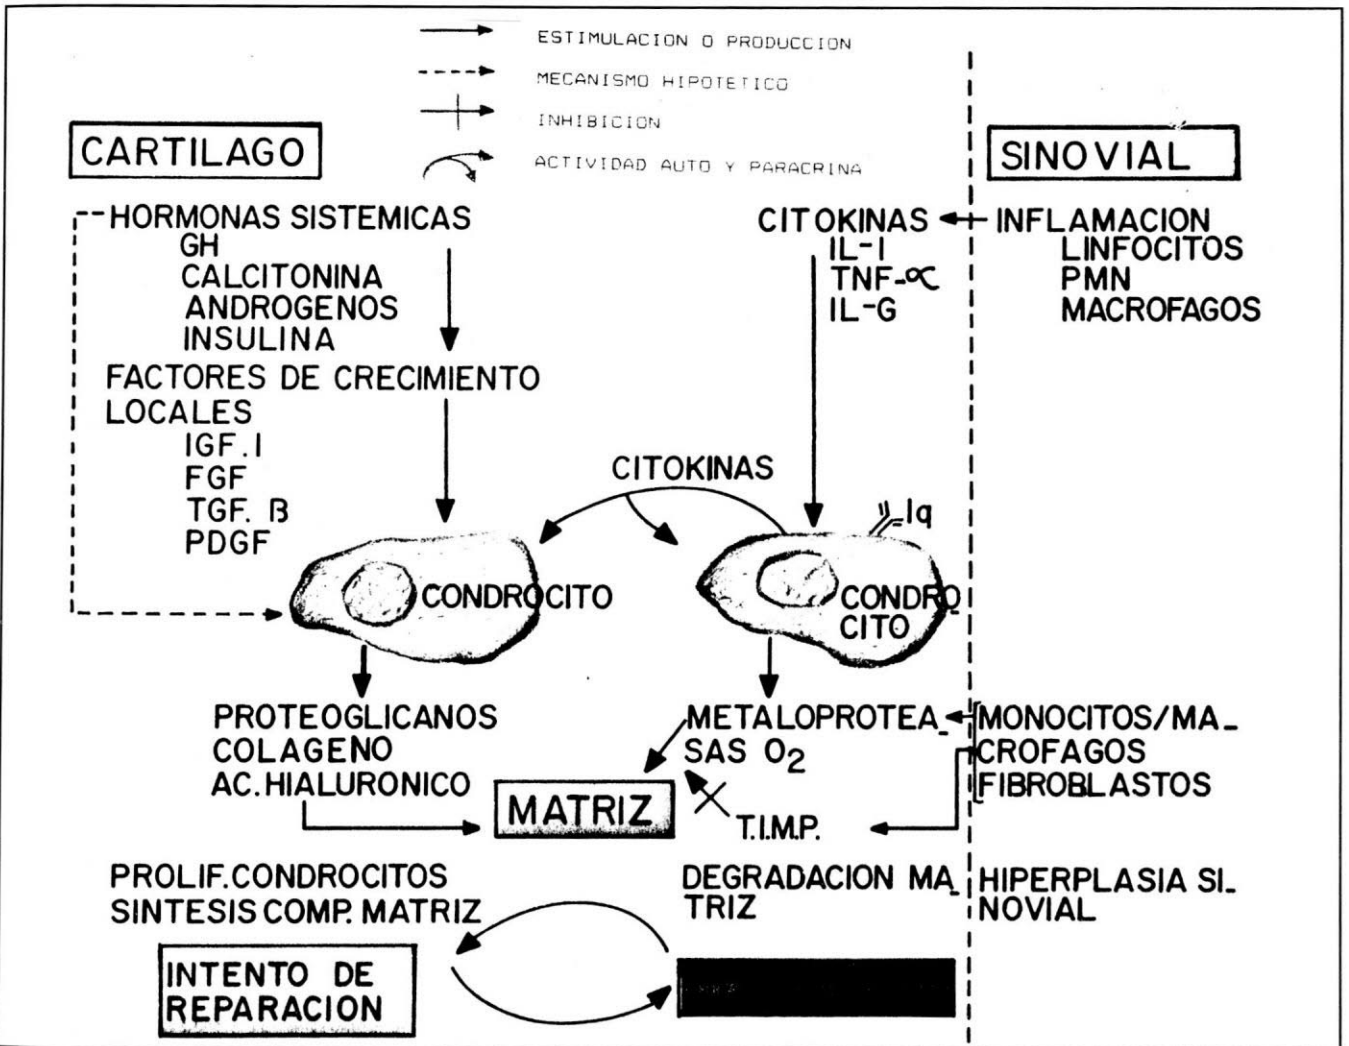 ESTIMULACION O PRODUCCION
MECANISMO HIPOTETICO
INHIBICION
ACTIVIDAD AUTO Y PARACRINA
CARTILAGO
SINOVIAL
HORMONAS SISTEMICAS
GH
CALCITONINA
ANDROGENOS
INSULINA
FACTORES DE CRECIMIENTO
LOCALES
IGF.I
FGF
TGF. B
PDGF
CITOKINAS
IL-I
TNF-α
IL-G
INFLAMACION
LINFOCITOS
PMN
MACROFAGOS
CITOKINAS
Iq
CONDROCITO
CONDRO_
CITO
PROTEOGLICANOS
COLAGENO
AC.HIALURONICO
METALOPROTEA_
SAS O2
MONOCITOS/MA_
CROFAGOS
FIBROBLASTOS
MATRIZ
T.I.M.P.
PROLIF.CONDROCITOS
SINTESIS COMP. MATRIZ
DEGRADACION MA_
TRIZ
HIPERPLASIA SI_
NOVIAL
INTENTO DE
REPARACION